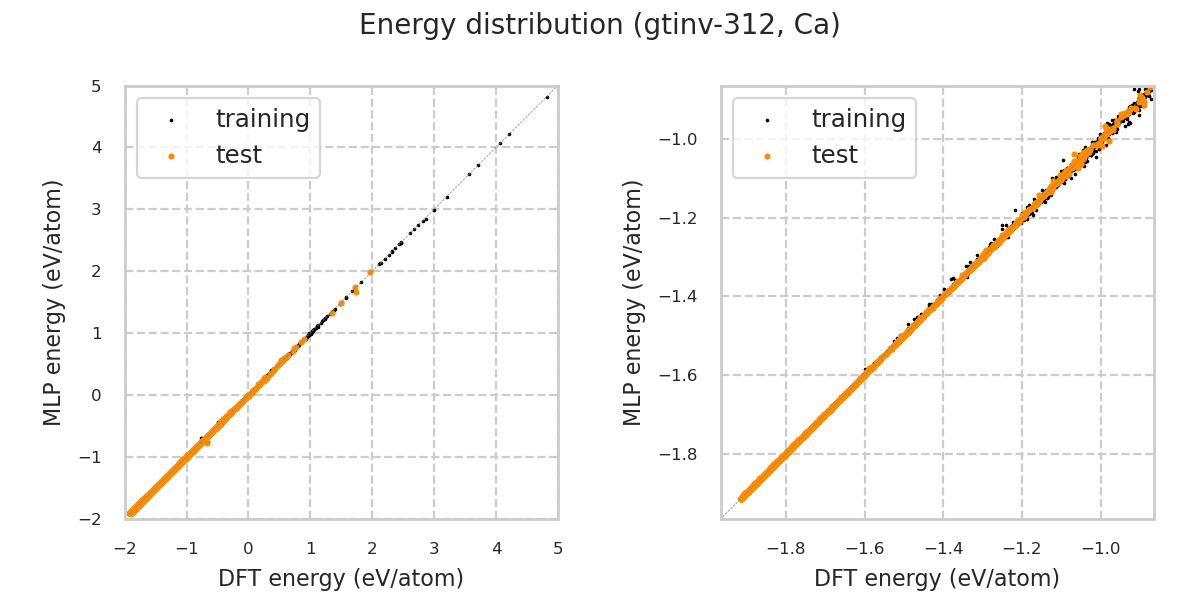 Energy distribution (gtinv-312, Ca)
training
test
5
4
3
2
1
0
−1
−2
−2
−1
0
1
2
3
4
5
MLP energy (eV/atom)
DFT energy (eV/atom)
training
test
−1.0
−1.2
−1.4
−1.6
−1.8
−1.8
−1.6
−1.4
−1.2
−1.0
MLP energy (eV/atom)
DFT energy (eV/atom)